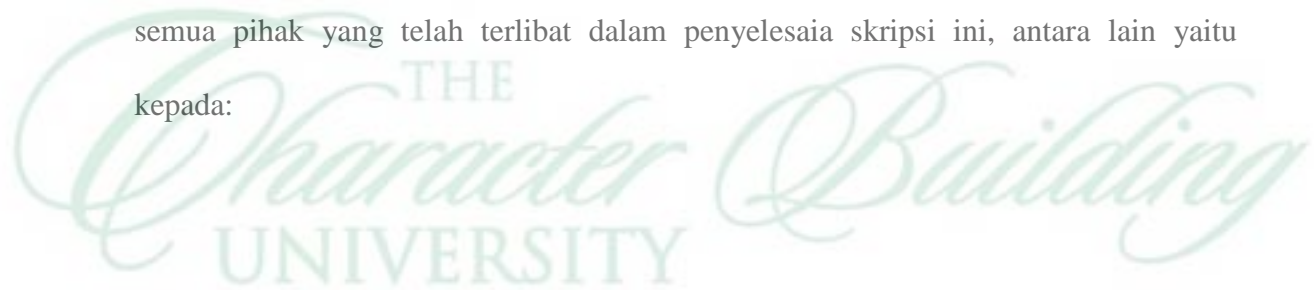 semua pihak yang telah terlibat dalam penyelesaia skripsi ini, antara lain yaitu
THE
kepada:
Character Building
UNIVERSITY